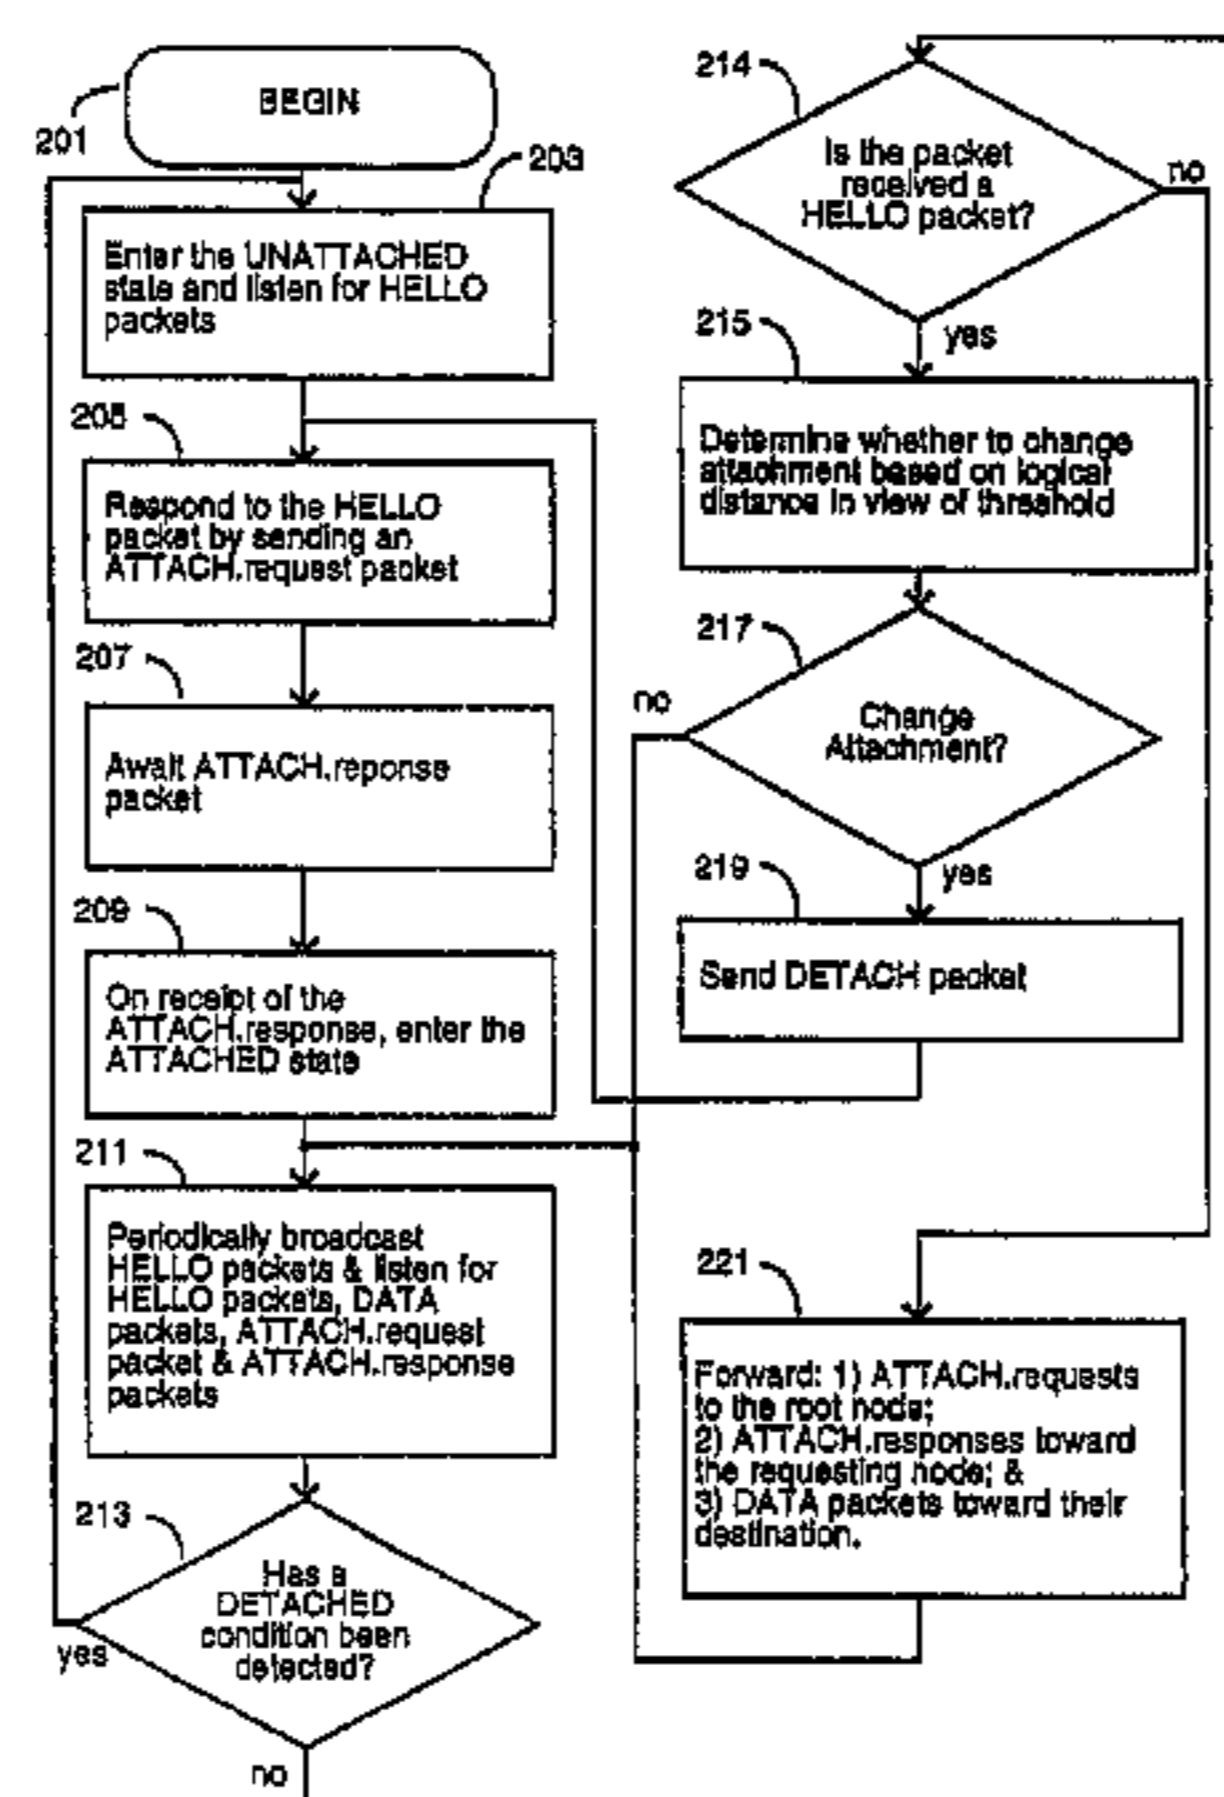 201
BEGIN
203
Enter the UNATTACHED
state and listen for HELLO
packets
205
Respond to the HELLO
packet by sending an
ATTACH.request packet
207
Await ATTACH.reponse
packet
209
On receipt of the
ATTACH.response, enter the
ATTACHED state
211
Periodically broadcast
HELLO packets & listen for
HELLO packets, DATA
packets, ATTACH.request
packet & ATTACH.response
packets
213
Has a
DETACHED
condition been
detected?
yes
no
214
Is the packet
received a
HELLO packet?
no
yes
215
Determine whether to change
attachment based on logical
distance in view of threshold
217
no
Change
Attachment?
yes
219
Send DETACH packet
221
Forward: 1) ATTACH.requests
to the root node;
2) ATTACH.responses toward
the requesting node; &
3) DATA packets toward their
destination.